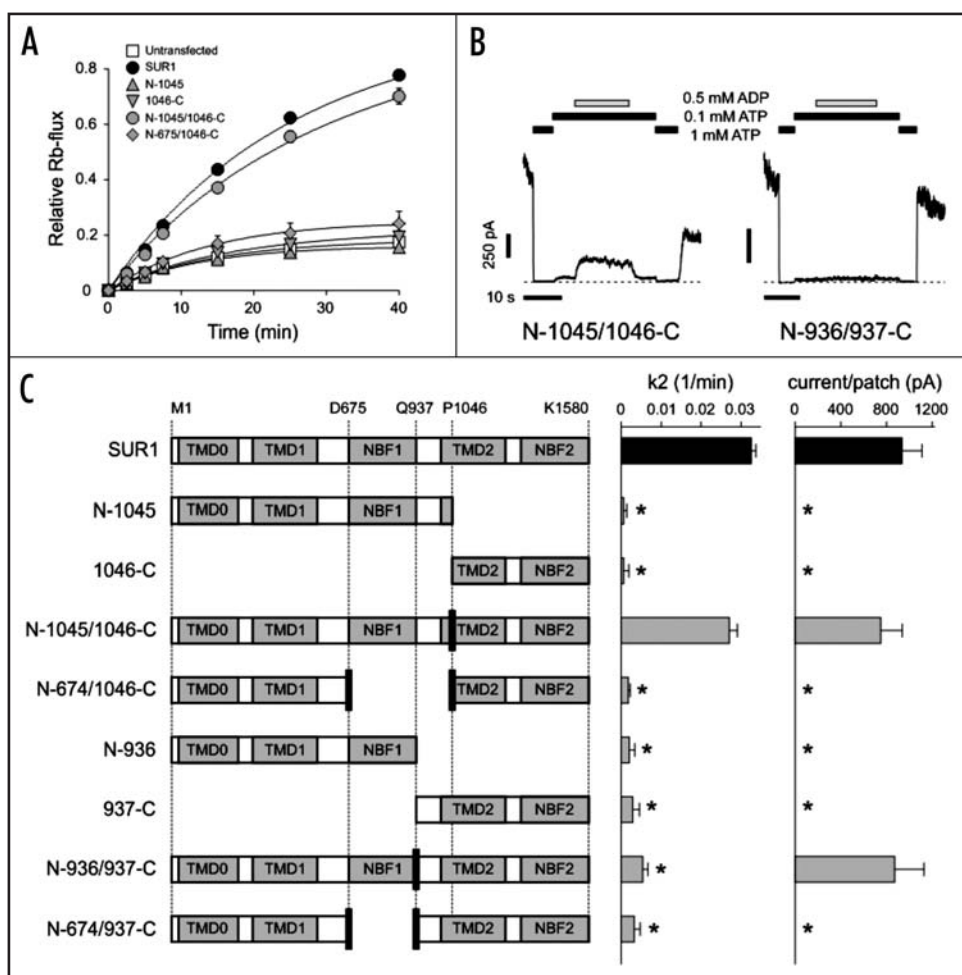 A
Untransfected
SUR1
N-1045
1046-C
N-1045/1046-C
N-675/1046-C
0.8
0.6
0.4
0.2
0
Relative Rb-flux
0 10 20 30 40
Time (min)
B
0.5 mM ADP
0.1 mM ATP
1 mM ATP
250 pA
10 s
N-1045/1046-C
N-936/937-C
C
M1 D675 Q937 P1046 K1580
k2 (1/min)
0 0.01 0.02 0.03
current/patch (pA)
0 400 800 1200
SUR1 TMD0 TMD1 NBF1 TMD2 NBF2
N-1045 TMD0 TMD1 NBF1 * *
1046-C TMD2 NBF2 * *
N-1045/1046-C TMD0 TMD1 NBF1 TMD2 NBF2
N-674/1046-C TMD0 TMD1 TMD2 NBF2 * *
N-936 TMD0 TMD1 NBF1 * *
937-C TMD2 NBF2 * *
N-936/937-C TMD0 TMD1 NBF1 TMD2 NBF2 *
N-674/937-C TMD0 TMD1 TMD2 NBF2 * *